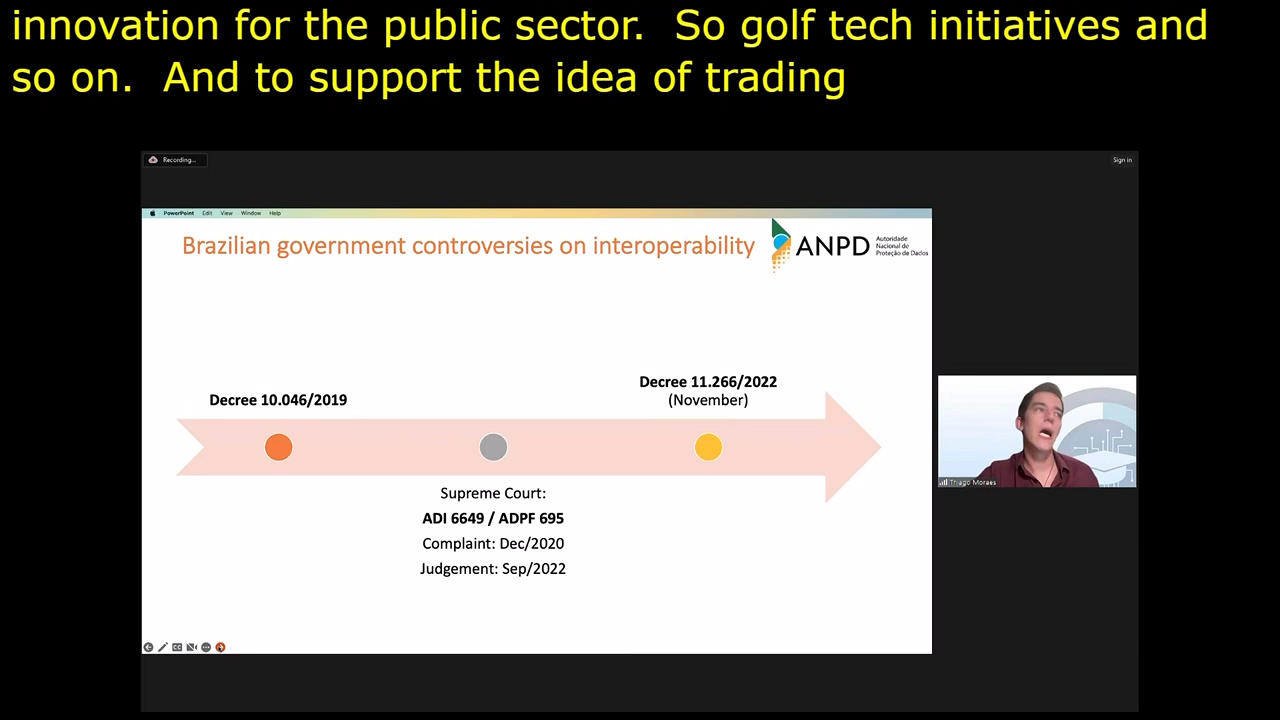 innovation for the public sector.  So golf tech initiatives and
so on.  And to support the idea of trading
Recording...
Sign in
PowerPoint Edit View Window Help
Brazilian government controversies on interoperability
ANPD
Autoridade
Nacional de
Proteção de Dados
Decree 10.046/2019
Decree 11.266/2022
(November)
Supreme Court:
ADI 6649 / ADPF 695
Complaint: Dec/2020
Judgement: Sep/2022
Thiago Moraes